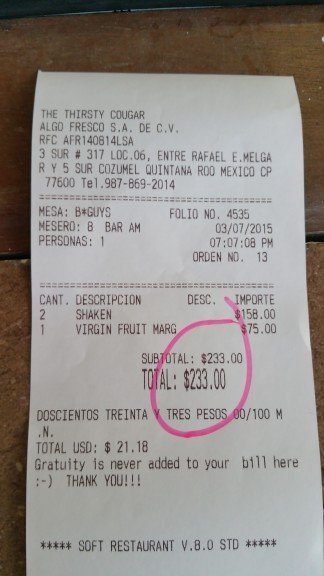 THE THIRSTY COUGAR
ALGO FRESCO S.A. DE C.V.
RFC AFR140814LSA
3 SUR # 317 LOC.06, ENTRE RAFAEL E.MELGA
R Y 5 SUR COZUMEL QUINTANA ROO MEXICO CP
77600 Tel.987-869-2014
========================================
MESA: B*GUYS FOLIO NO. 4535
MESERO: 8 BAR AM 03/07/2015
PERSONAS: 1 07:07:08 PM
ORDEN NO. 13
========================================
CANT. DESCRIPCION DESC. IMPORTE
2 SHAKEN $158.00
1 VIRGIN FRUIT MARG $75.00
SUBTOTAL: $233.00
TOTAL: $233.00
DOSCIENTOS TREINTA Y TRES PESOS 00/100 M
.N.
TOTAL USD: $ 21.18
Gratuity is never added to your bill here
:-) THANK YOU!!!
***** SOFT RESTAURANT V.8.0 STD *****